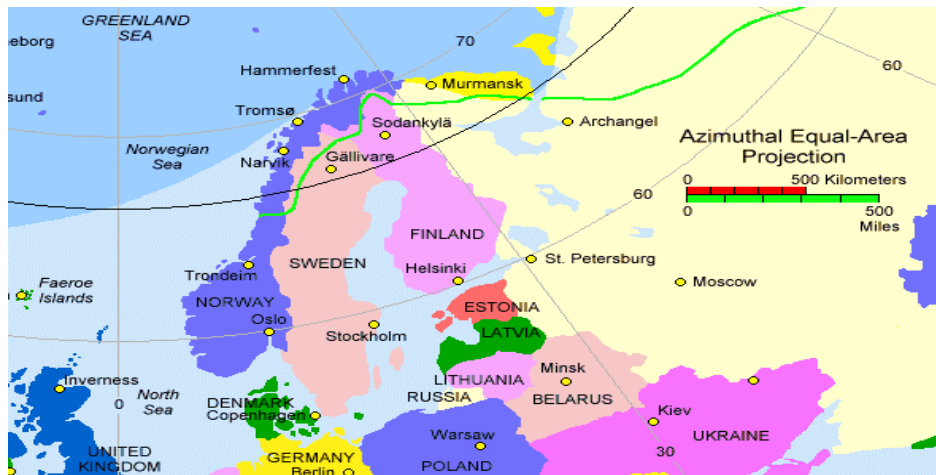 GREENLAND
SEA
eborg
70
60
Hammerfest
Murmansk
sund
Tromsø
Archangel
Sodankylä
Azimuthal Equal-Area
Projection
Norwegian
Sea
Narvik
Gällivare
0
500 Kilometers
60
0
500
Miles
FINLAND
Trondeim
SWEDEN
Helsinki
St. Petersburg
Moscow
Faeroe
Islands
NORWAY
ESTONIA
Oslo
Stockholm
LATVIA
Inverness
North
Sea
0
LITHUANIA
Minsk
RUSSIA
BELARUS
DENMARK
Copenhagen
Kiev
Warsaw
UKRAINE
UNITED
KINGDOM
GERMANY
Berlin
POLAND
30